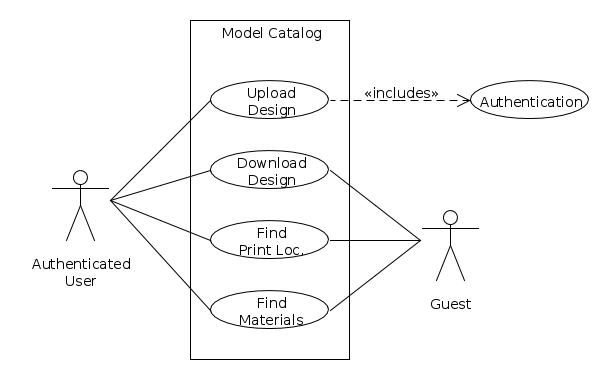 Model Catalog
Upload
Design
«includes»
Authentication
Download
Design
Find
Print Loc.
Authenticated
User
Find
Materials
Guest